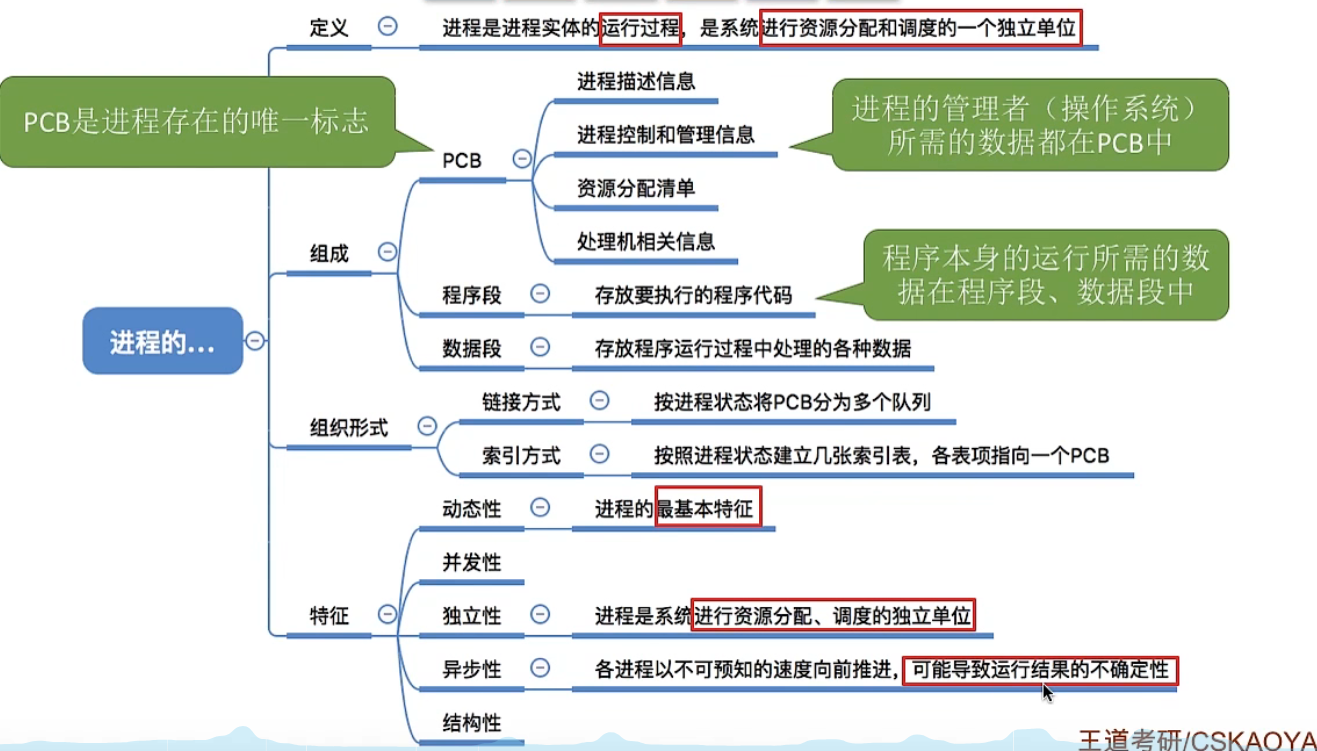 定义
进程是进程实体的运行过程，是系统进行资源分配和调度的一个独立单位
PCB是进程存在的唯一标志
进程描述信息
进程控制和管理信息
进程的管理者（操作系统）
所需的数据都在PCB中
PCB
资源分配清单
处理机相关信息
组成
程序段
存放要执行的程序代码
程序本身的运行所需的数
据在程序段、数据段中
数据段
存放程序运行过程中处理的各种数据
进程的...
组织形式
链接方式
按进程状态将PCB分为多个队列
索引方式
按照进程状态建立几张索引表，各表项指向一个PCB
特征
动态性
进程的最基本特征
并发性
独立性
进程是系统进行资源分配、调度的独立单位
异步性
各进程以不可预知的速度向前推进，可能导致运行结果的不确定性
结构性
王道考研/CSKAOYA